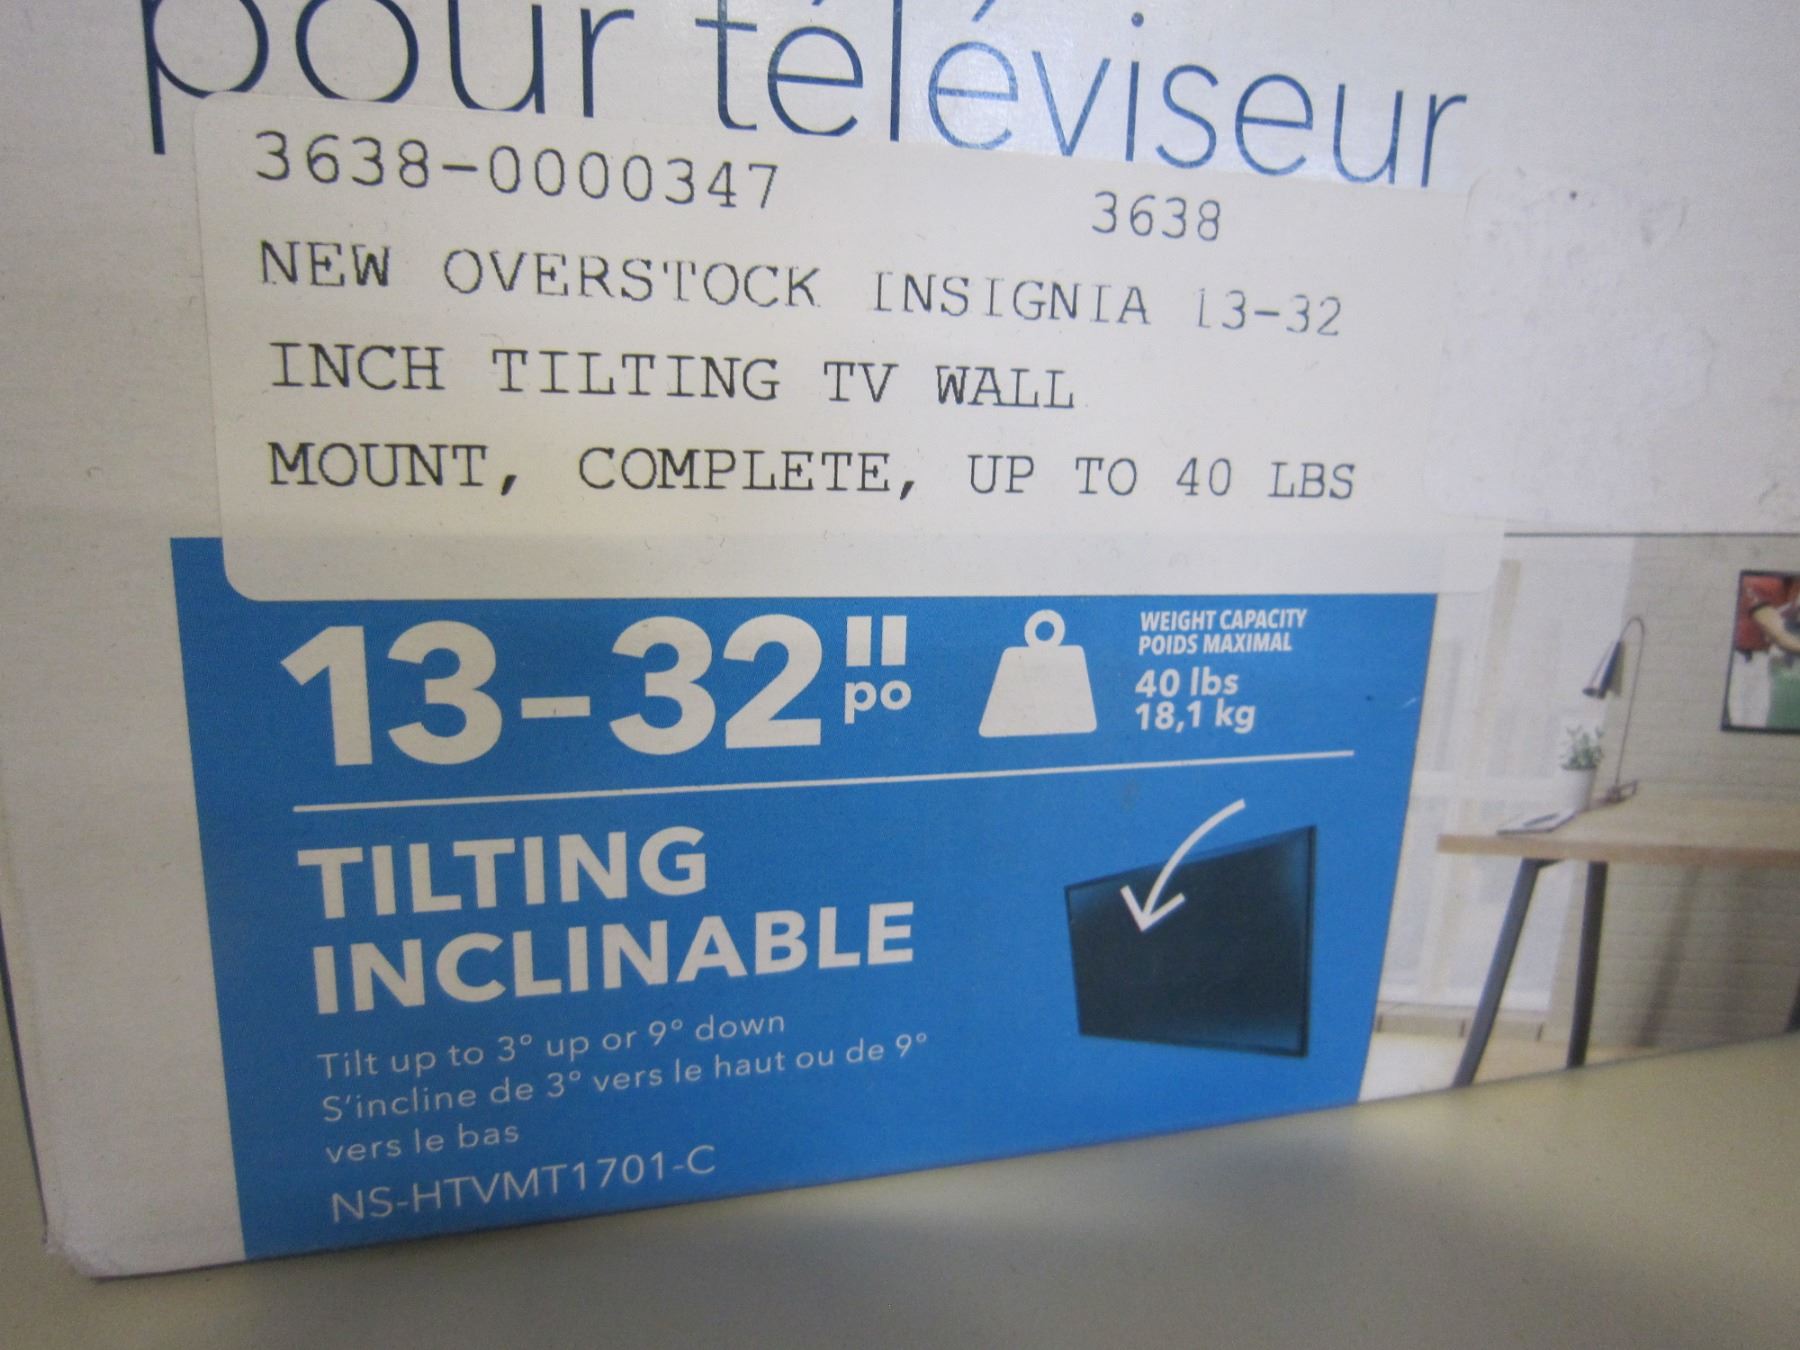 pour téléviseur
3638-0000347 3638
NEW OVERSTOCK INSIGNIA 13-32
INCH TILTING TV WALL
MOUNT, COMPLETE, UP TO 40 LBS
13-32"
po
WEIGHT CAPACITY
POIDS MAXIMAL
40 lbs
18,1 kg
TILTING
INCLINABLE
Tilt up to 3° up or 9° down
S'incline de 3° vers le haut ou de 9°
vers le bas
NS-HTVMT1701-C